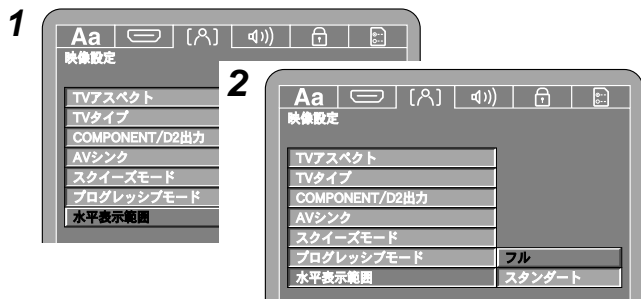 1
Aa
映像設定
TVアスペクト
TVタイプ
COMPONENT/D2出力
AVシンク
スクイーズモード
プログレッシブモード
水平表示範囲
2
Aa
映像設定
TVアスペクト
TVタイプ
COMPONENT/D2出力
AVシンク
スクイーズモード
プログレッシブモード フル
水平表示範囲 スタンダート